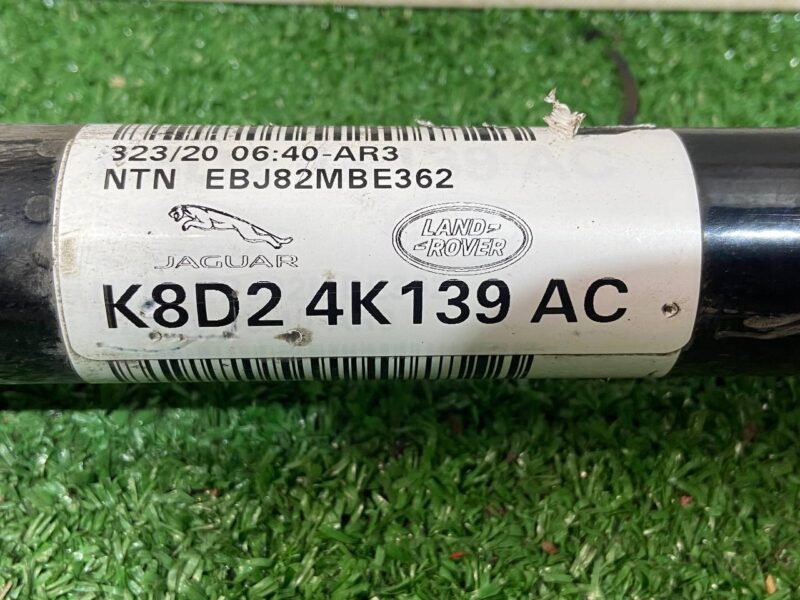 323/20 06:40-AR3
NTN EBJ82MBE362
JAGUAR
LAND-
ROVER
K8D2 4K139 AC